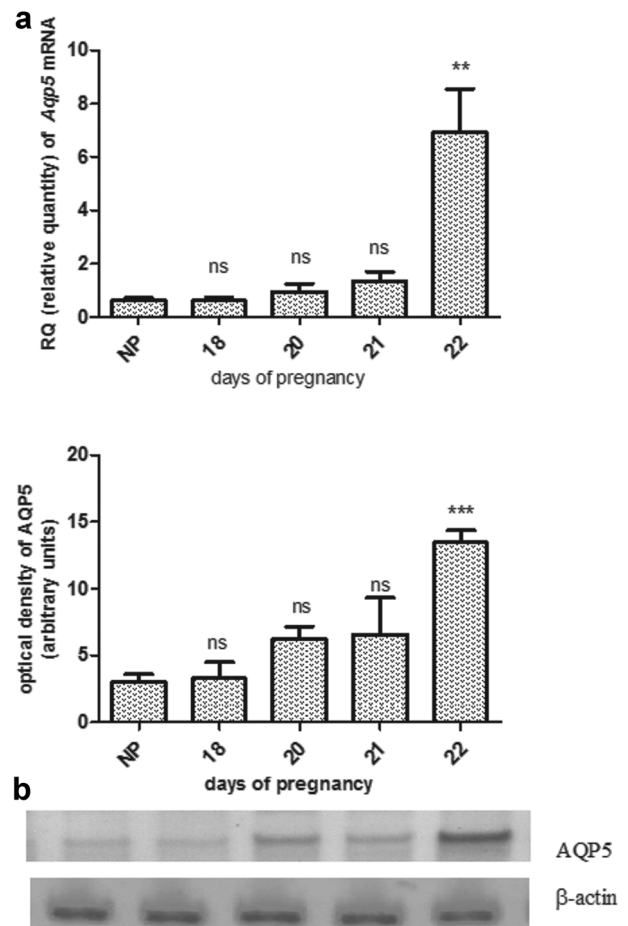 a
RQ (relative quantity) of Aqp5 mRNA
10
8
6
4
2
0
ns
ns
ns
**
NP
18
20
21
22
days of pregnancy
optical density of AQP5
(arbitrary units)
20
15
10
5
0
ns
ns
ns
***
NP
18
20
21
22
days of pregnancy
b
AQP5
β-actin